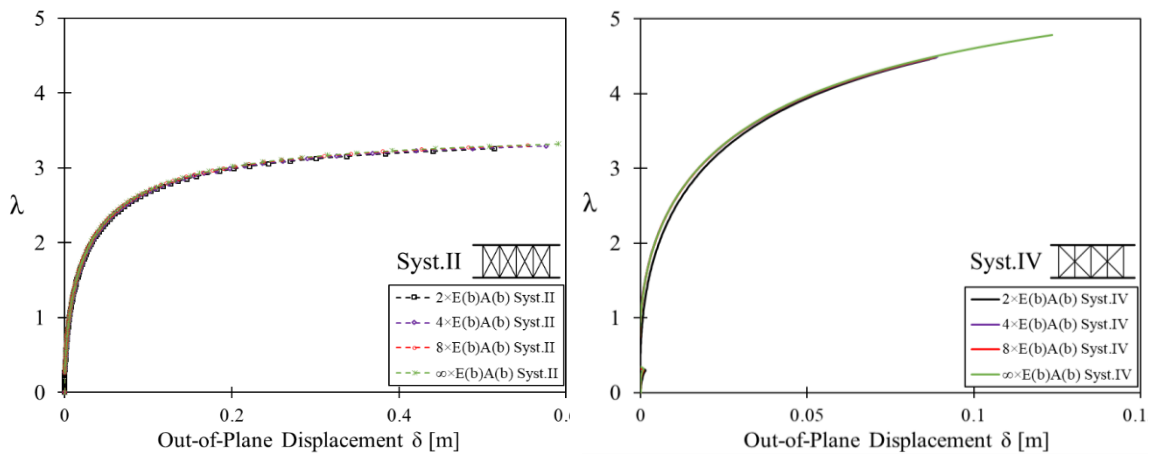 5
4
3
2
1
0
λ
0
0.2
0.4
0.
Out-of-Plane Displacement δ [m]
Syst.II
2×E(b)A(b) Syst.II
4×E(b)A(b) Syst.II
8×E(b)A(b) Syst.II
∞×E(b)A(b) Syst.II
5
4
3
2
1
0
λ
0
0.05
0.1
0.1
Out-of-Plane Displacement δ [m]
Syst.IV
2×E(b)A(b) Syst.IV
4×E(b)A(b) Syst.IV
8×E(b)A(b) Syst.IV
∞×E(b)A(b) Syst.IV